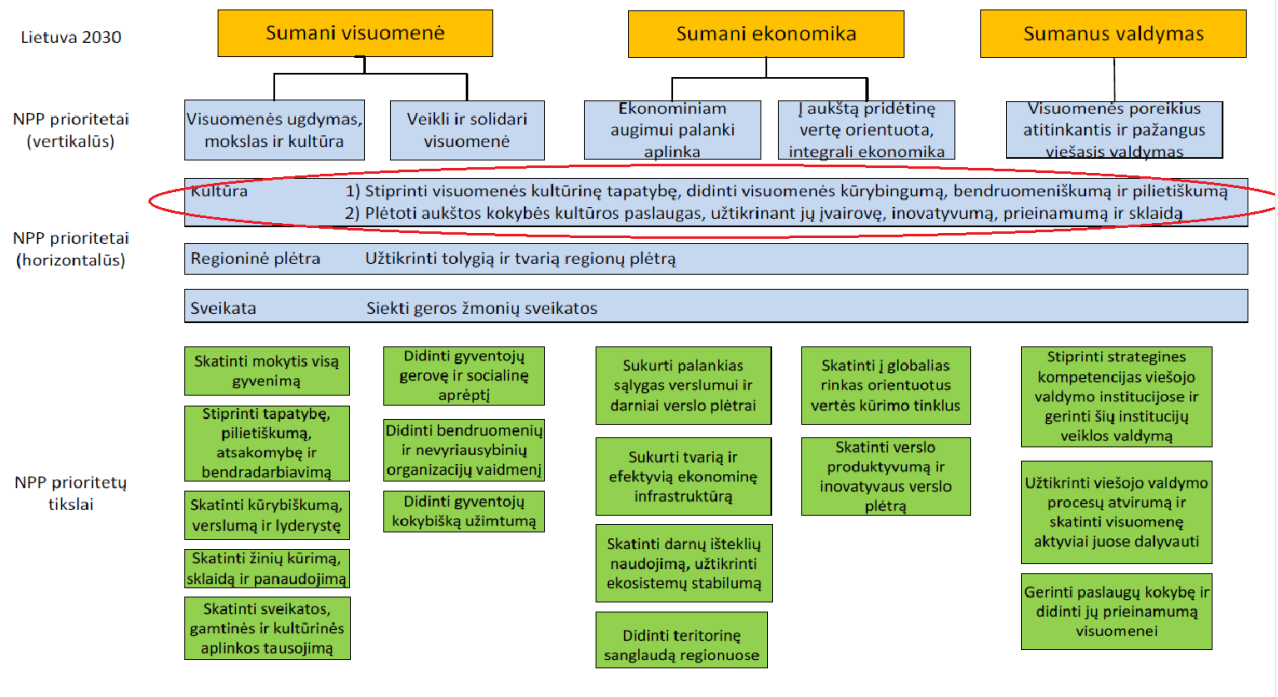 Lietuva 2030
Sumani visuomenė
Sumani ekonomika
Sumanus valdymas
NPP prioritetai
(vertikalūs)
Visuomenės ugdymas,
mokslas ir kultūra
Veikli ir solidari
visuomenė
Ekonominiam
augimui palanki
aplinka
Į aukštą pridėtinę
vertę orientuota,
integrali ekonomika
Visuomenės poreikius
atitinkantis ir pažangus
viešasis valdymas
NPP prioritetai
(horizontalūs)
Kultūra
1) Stiprinti visuomenės kultūrinę tapatybę, didinti visuomenės kūrybingumą, bendruomeniškumą ir pilietiškumą
2) Plėtoti aukštos kokybės kultūros paslaugas, užtikrinant jų įvairovę, inovatyvumą, prieinamumą ir sklaidą
Regioninė plėtra Užtikrinti tolygią ir tvarią regionų plėtrą
Sveikata Siekti geros žmonių sveikatos
NPP prioritetų
tikslai
Skatinti mokytis visą
gyvenimą
Stiprinti tapatybę,
pilietiškumą,
atsakomybę ir
bendradarbiavimą
Skatinti kūrybiškumą,
verslumą ir lyderystę
Skatinti žinių kūrimą,
sklaidą ir panaudojimą
Skatinti sveikatos,
gamtinės ir kultūrinės
aplinkos tausojimą
Didinti gyventojų
gerovę ir socialinę
aprėptį
Didinti bendruomenių
ir nevyriausybinių
organizacijų vaidmenį
Didinti gyventojų
kokybišką užimtumą
Sukurti palankias
sąlygas verslumui ir
darniai verslo plėtrai
Sukurti tvarią ir
efektyvią ekonominę
infrastruktūrą
Skatinti darnų išteklių
naudojimą, užtikrinti
ekosistemų stabilumą
Didinti teritorinę
sanglaudą regionuose
Skatinti į globalias
rinkas orientuotus
vertės kūrimo tinklus
Skatinti verslo
produktyvumą ir
inovatyvaus verslo
plėtrą
Stiprinti strategines
kompetencijas viešojo
valdymo institucijose ir
gerinti šių institucijų
veiklos valdymą
Užtikrinti viešojo valdymo
procesų atvirumą ir
skatinti visuomenę
aktyviai juose dalyvauti
Gerinti paslaugų kokybę ir
didinti jų prieinamumą
visuomenei